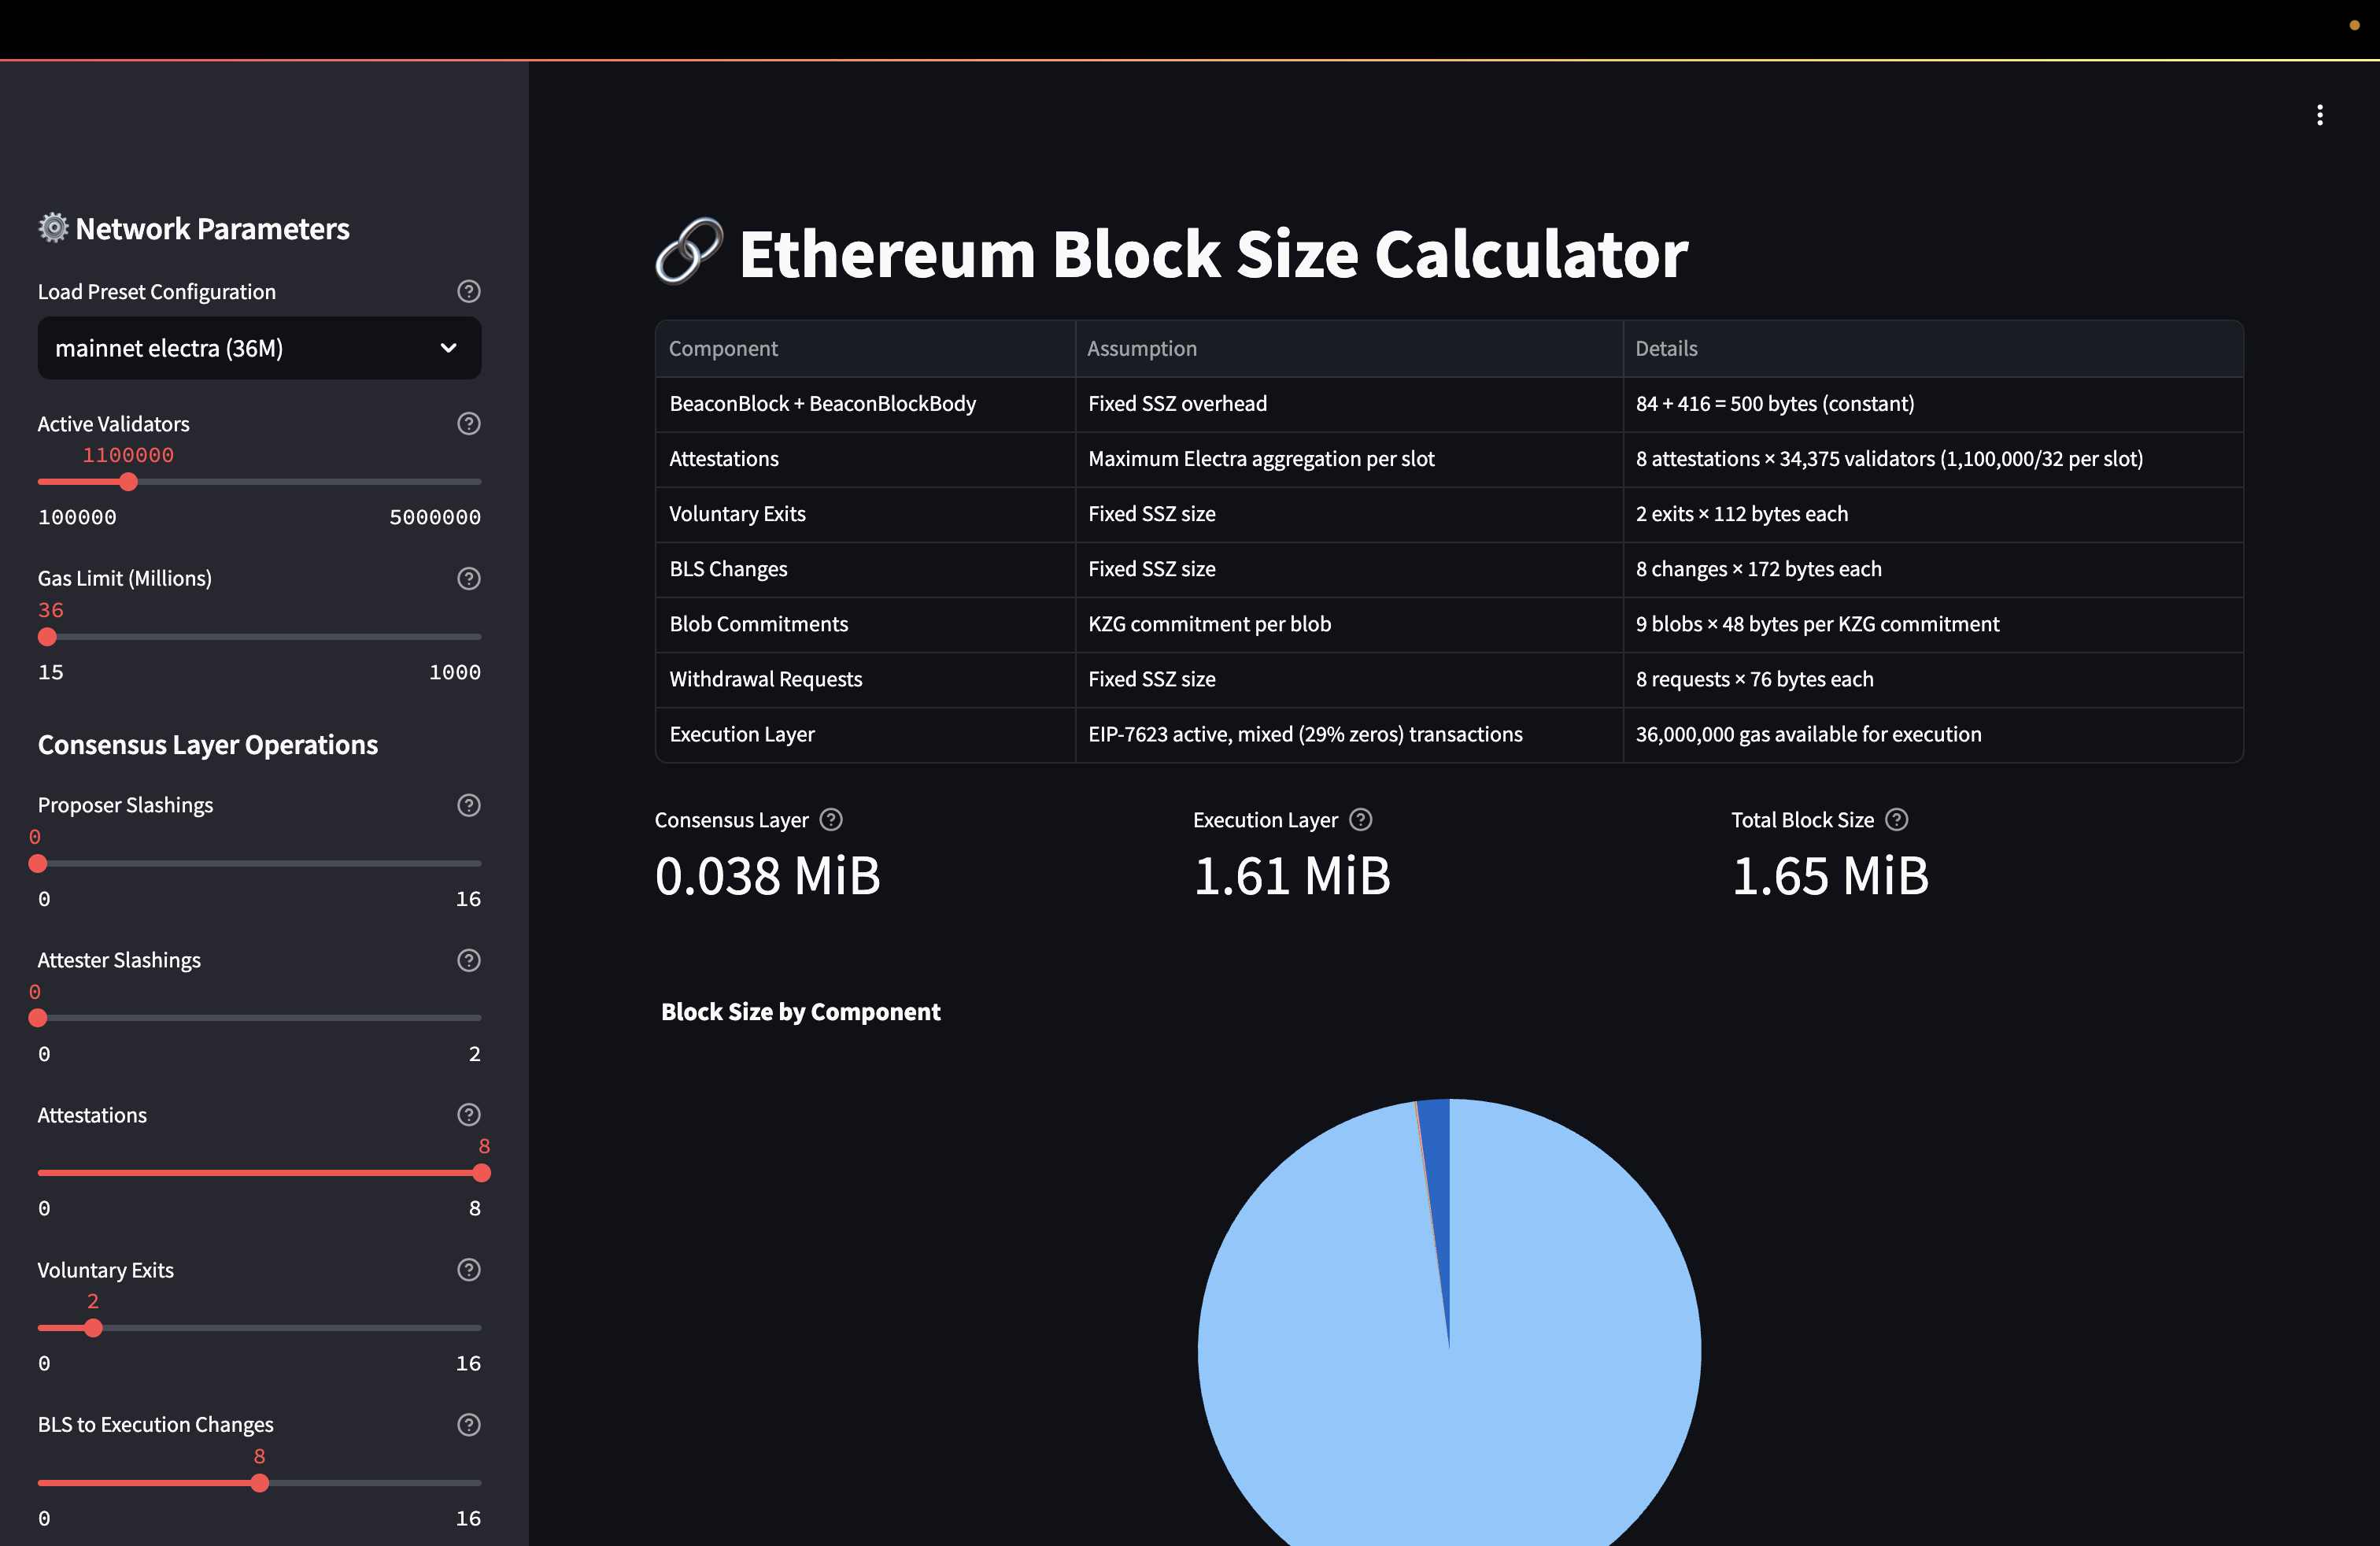 Network Parameters
Load Preset Configuration
mainnet electra (36M)
Active Validators
1100000
100000 5000000
Gas Limit (Millions)
36
15 1000
Consensus Layer Operations
Proposer Slashings
0
0 16
Attester Slashings
0
0 2
Attestations
8
0 8
Voluntary Exits
2
0 16
BLS to Execution Changes
8
0 16
Ethereum Block Size Calculator
Component Assumption Details
BeaconBlock + BeaconBlockBody Fixed SSZ overhead 84 + 416 = 500 bytes (constant)
Attestations Maximum Electra aggregation per slot 8 attestations × 34,375 validators (1,100,000/32 per slot)
Voluntary Exits Fixed SSZ size 2 exits × 112 bytes each
BLS Changes Fixed SSZ size 8 changes × 172 bytes each
Blob Commitments KZG commitment per blob 9 blobs × 48 bytes per KZG commitment
Withdrawal Requests Fixed SSZ size 8 requests × 76 bytes each
Execution Layer EIP-7623 active, mixed (29% zeros) transactions 36,000,000 gas available for execution
Consensus Layer Execution Layer Total Block Size
0.038 MiB 1.61 MiB 1.65 MiB
Block Size by Component